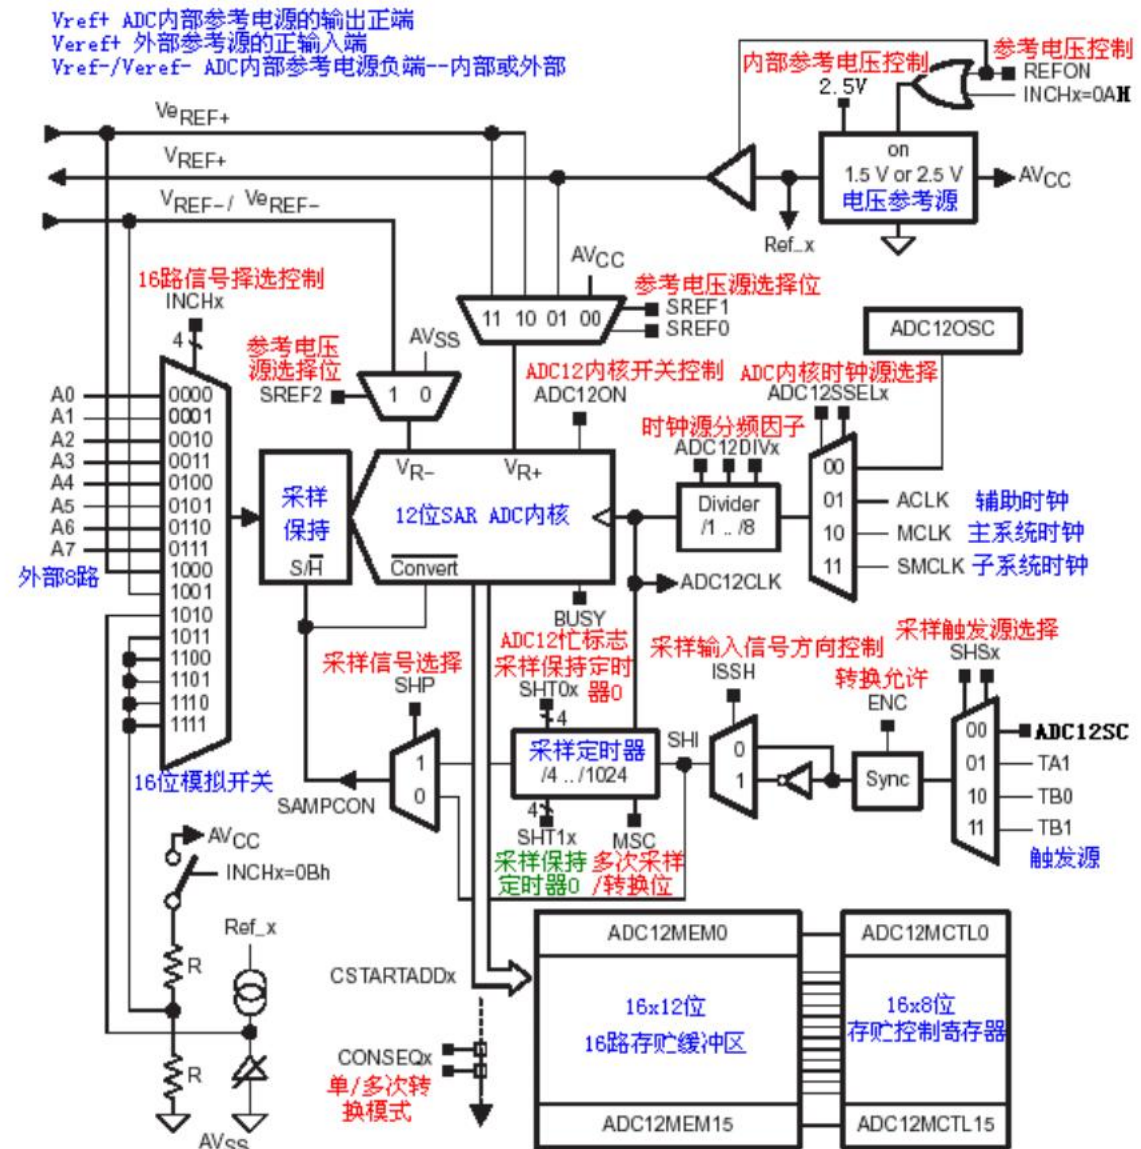 Vref+ ADC内部参考电源的输出正端
Veref+ 外部参考源的正输入端
Vref-/Veref- ADC内部参考电源负端--内部或外部
内部参考电压控制
参考电压控制
REFON
INCHx=0AH
2.5V
VeREF+
VREF+
VREF- / VeREF-
on
1.5 V or 2.5 V
电压参考源
AVCC
Ref_x
AVCC
16路信号择选控制
INCHx
4
参考电压源选择位
11 10 01 00
SREF1
SREF0
ADC12OSC
参考电压
源选择位
SREF2
AVSS
1 0
ADC12内核开关控制
ADC12ON
ADC内核时钟源选择
ADC12SSELx
时钟源分频因子
ADC12DIVx
A0
A1
A2
A3
A4
A5
A6
A7
外部8路
0000
0001
0010
0011
0100
0101
0110
0111
1000
1001
1010
1011
1100
1101
1110
1111
16位模拟开关
采样
保持
S/H
VR-
VR+
12位SAR ADC内核
Convert
Divider
/1 .. /8
00
01
10
11
ACLK 辅助时钟
MCLK 主系统时钟
SMCLK 子系统时钟
ADC12CLK
BUSY
ADC12忙标志
采样保持定时
器0
SHT0x
4
采样信号选择
SHP
采样输入信号方向控制
ISSH
转换允许
ENC
采样触发源选择
SHSx
1
0
SAMPCON
采样定时器
/4 .. /1024
SHI
0
1
Sync
00
01
10
11
ADC12SC
TA1
TB0
TB1
触发源
4
SHT1x
MSC
采样保持
定时器0
多次采样
/转换位
AVCC
INCHx=0Bh
Ref_x
R
R
AVSS
CSTARTADDx
CONSEQx
单/多次转
换模式
ADC12MEM0
16x12位
16路存贮缓冲区
ADC12MEM15
ADC12MCTL0
16x8位
存贮控制寄存器
ADC12MCTL15